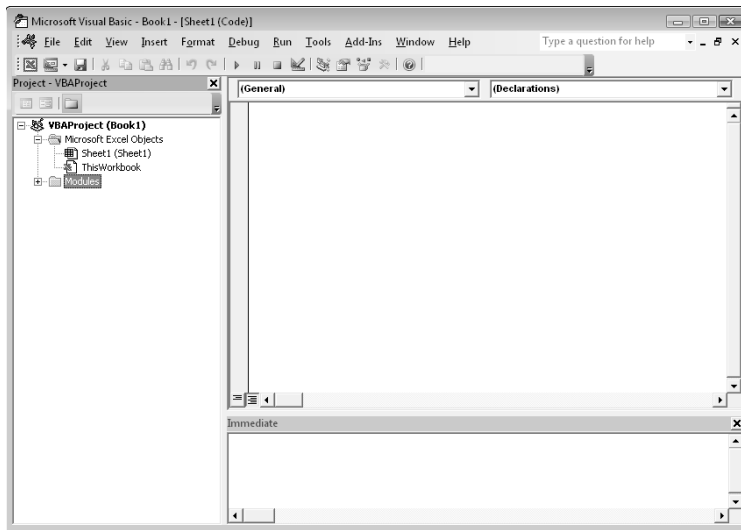 Microsoft Visual Basic - Book1 - [Sheet1 (Code)]
File Edit View Insert Format Debug Run Tools Add-Ins Window Help Type a question for help
Project - VBAProject
(General) (Declarations)
VBAProject (Book1)
Microsoft Excel Objects
Sheet1 (Sheet1)
ThisWorkbook
Modules
Immediate